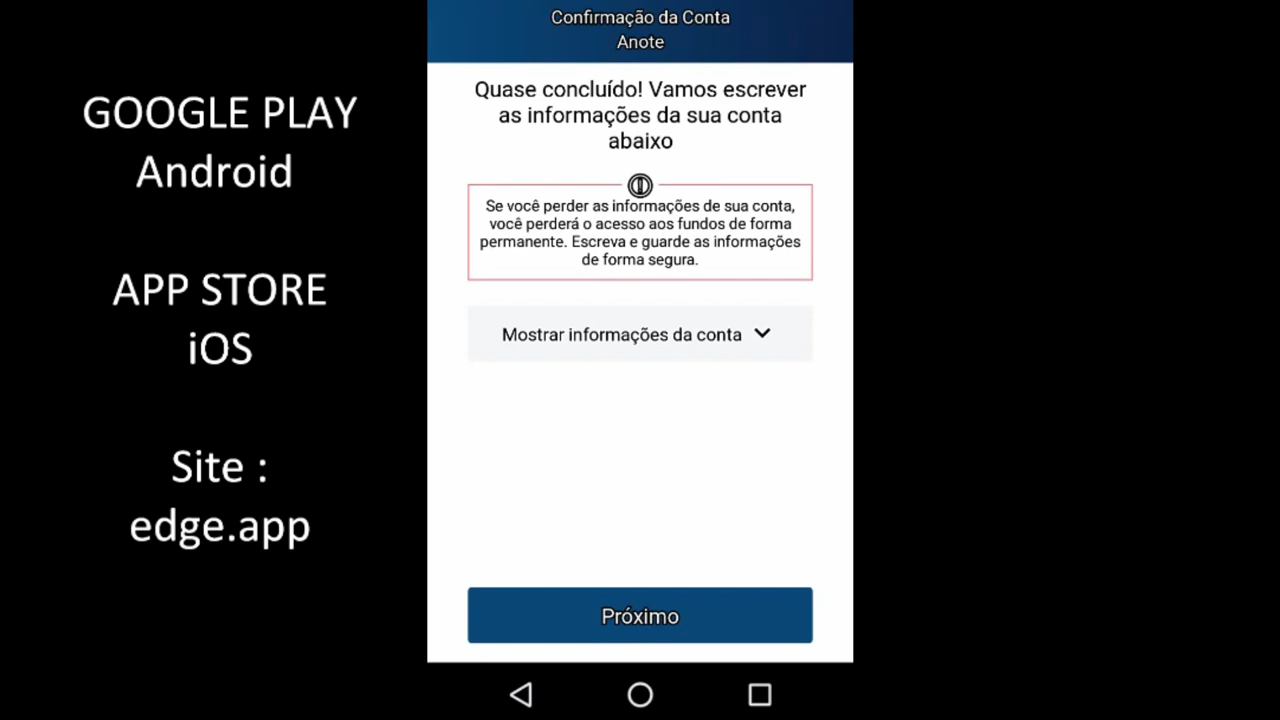 GOOGLE PLAY
Android
APP STORE
iOS
Site :
edge.app
Confirmação da Conta
Anote
Quase concluído! Vamos escrever
as informações da sua conta
abaixo
Se você perder as informações de sua conta,
você perderá o acesso aos fundos de forma
permanente. Escreva e guarde as informações
de forma segura.
Mostrar informações da conta
Próximo